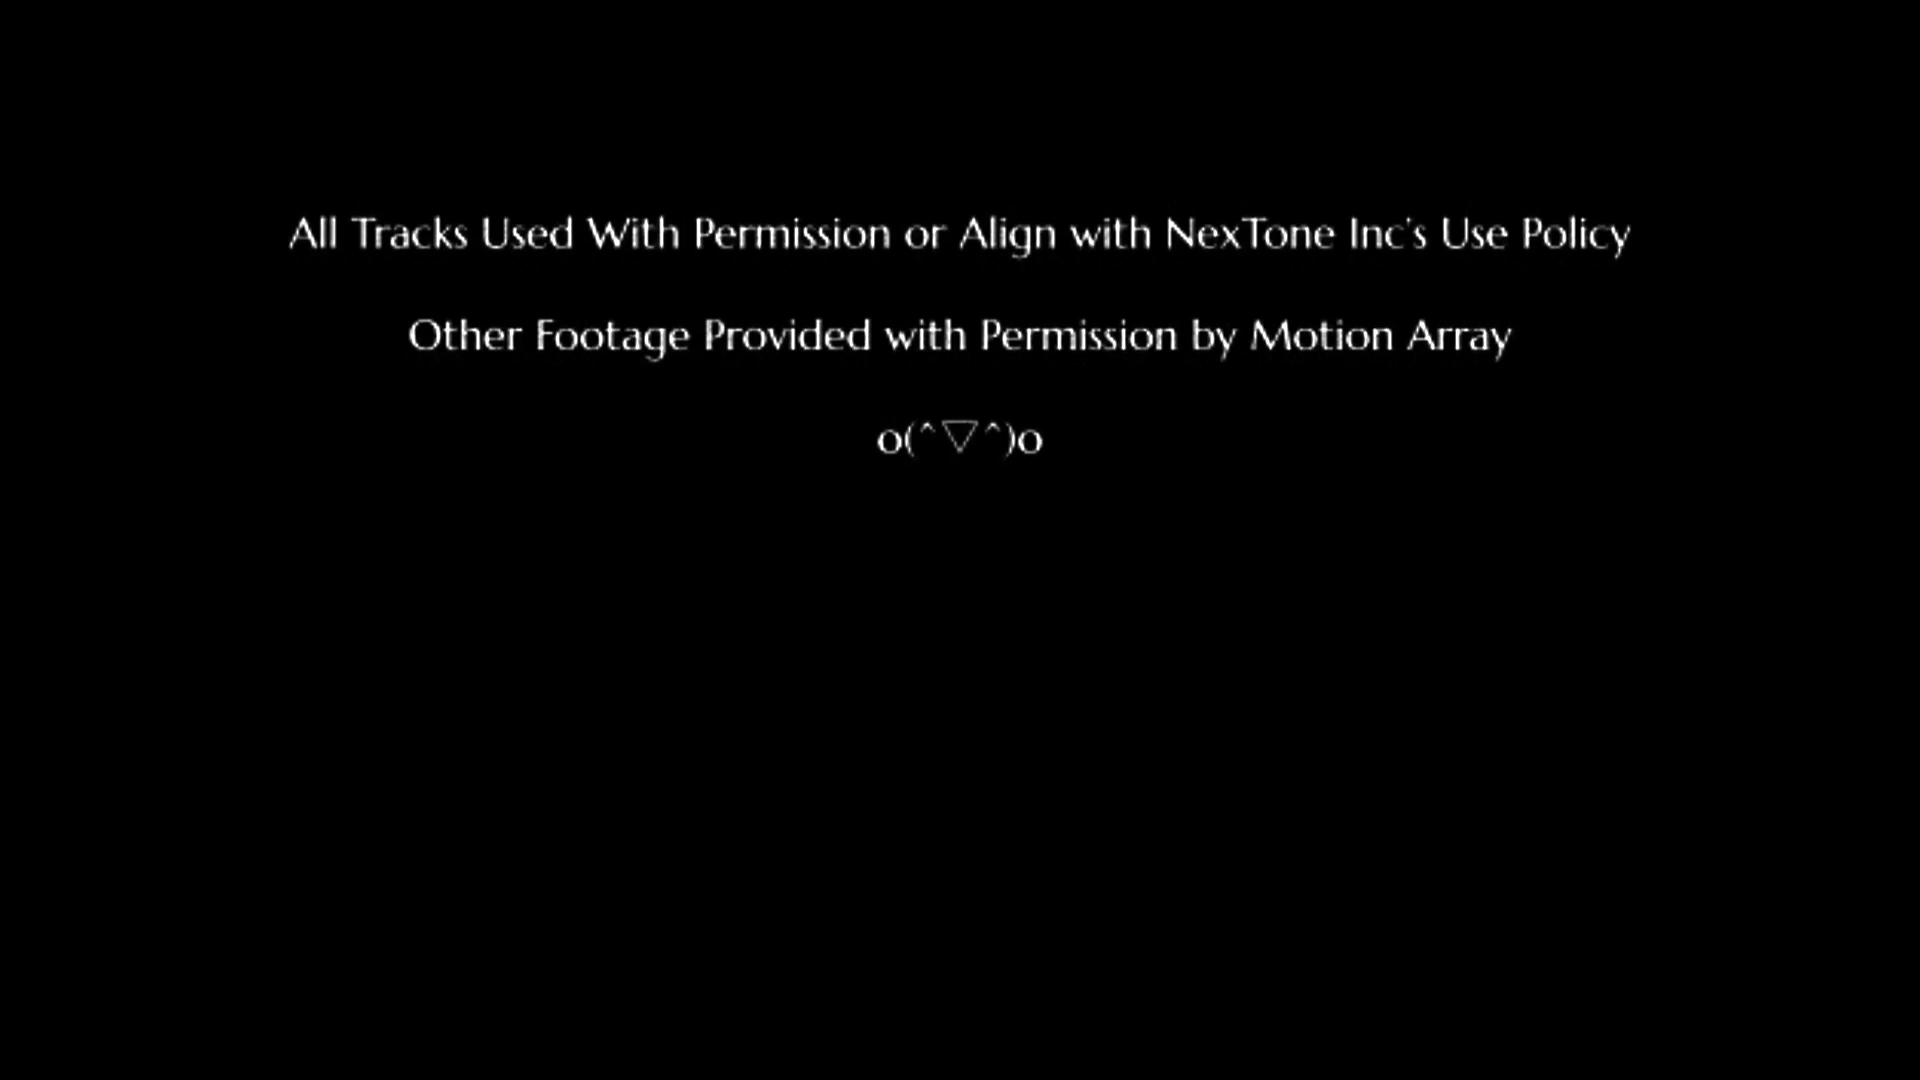 All Tracks Used With Permission or Align with NexTone Inc's Use Policy
Other Footage Provided with Permission by Motion Array
o(^▽^)o